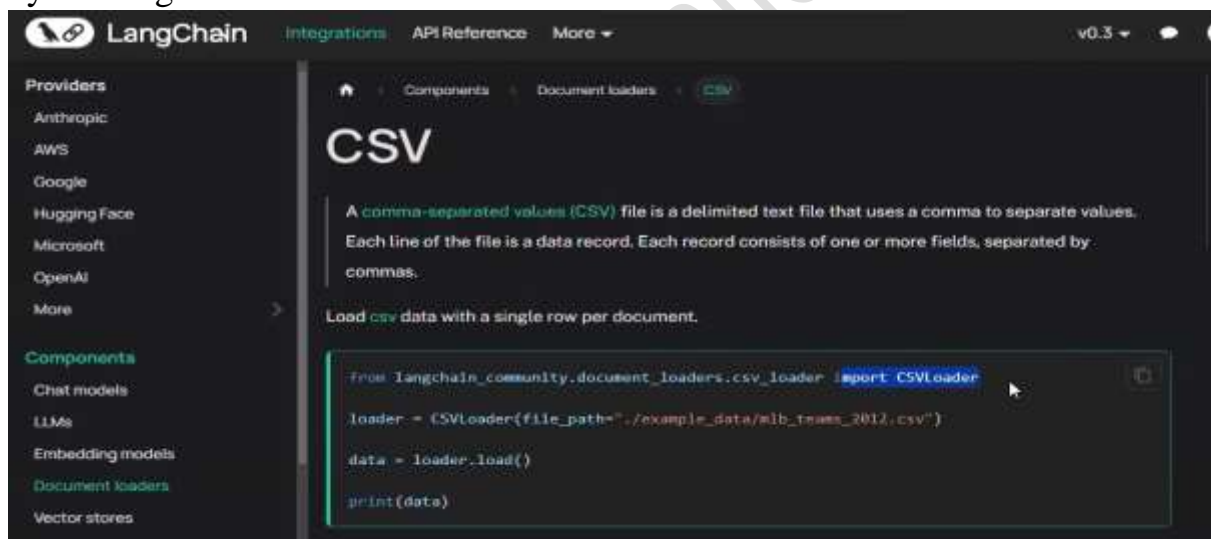 LangChain
Integrations API Reference More
v0.3
Providers
Anthropic
AWS
Google
Hugging Face
Microsoft
OpenAI
More
Components
Chat models
LLMs
Embedding models
Document loaders
Vector stores
Components Document loaders CSV
CSV
A comma-separated values (CSV) file is a delimited text file that uses a comma to separate values.
Each line of the file is a data record. Each record consists of one or more fields, separated by
commas.
Load csv data with a single row per document.
from langchain_community.document_loaders.csv_loader import CSVLoader
loader = CSVLoader(file_path="./example_data/mlb_teams_2012.csv")
data = loader.load()
print(data)